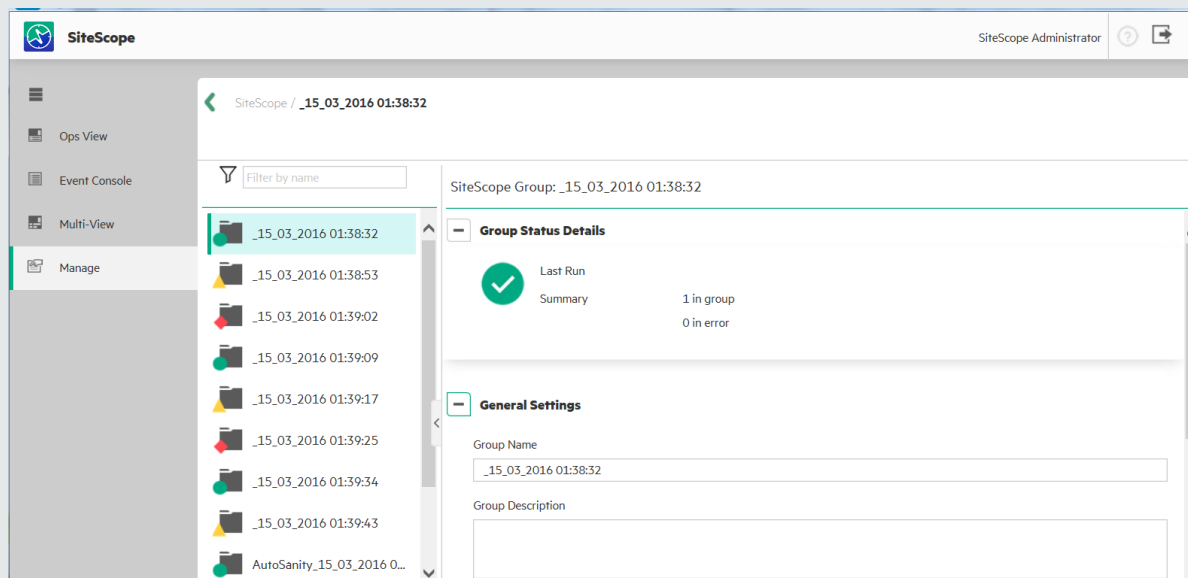 SiteScope
SiteScope Administrator
SiteScope / _15_03_2016 01:38:32
Ops View
Event Console
Multi-View
Manage
Filter by name
_15_03_2016 01:38:32
_15_03_2016 01:38:53
_15_03_2016 01:39:02
_15_03_2016 01:39:09
_15_03_2016 01:39:17
_15_03_2016 01:39:25
_15_03_2016 01:39:34
_15_03_2016 01:39:43
AutoSanity_15_03_2016 0...
SiteScope Group: _15_03_2016 01:38:32
Group Status Details
Last Run
Summary 1 in group
0 in error
General Settings
Group Name
_15_03_2016 01:38:32
Group Description